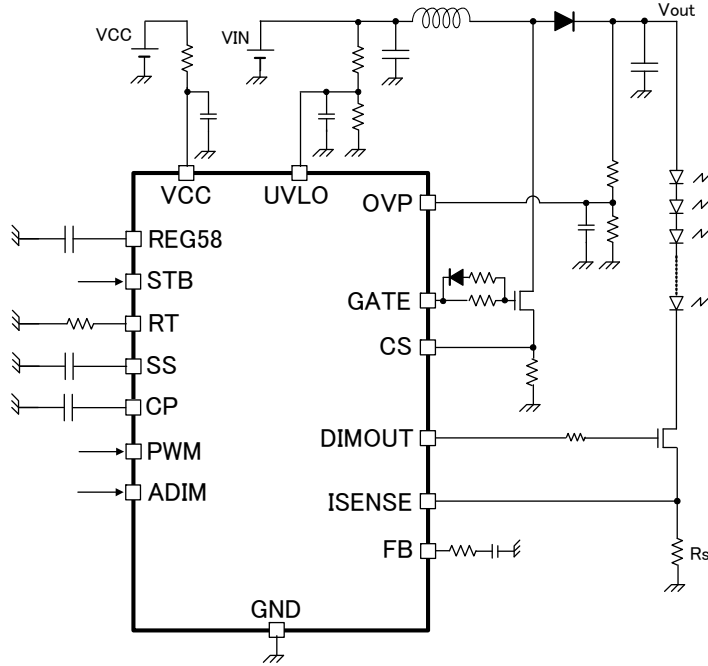 VCC
VIN
Vout
VCC
UVLO
OVP
REG58
STB
GATE
RT
CS
SS
CP
DIMOUT
PWM
ADIM
ISENSE
FB
Rs
GND